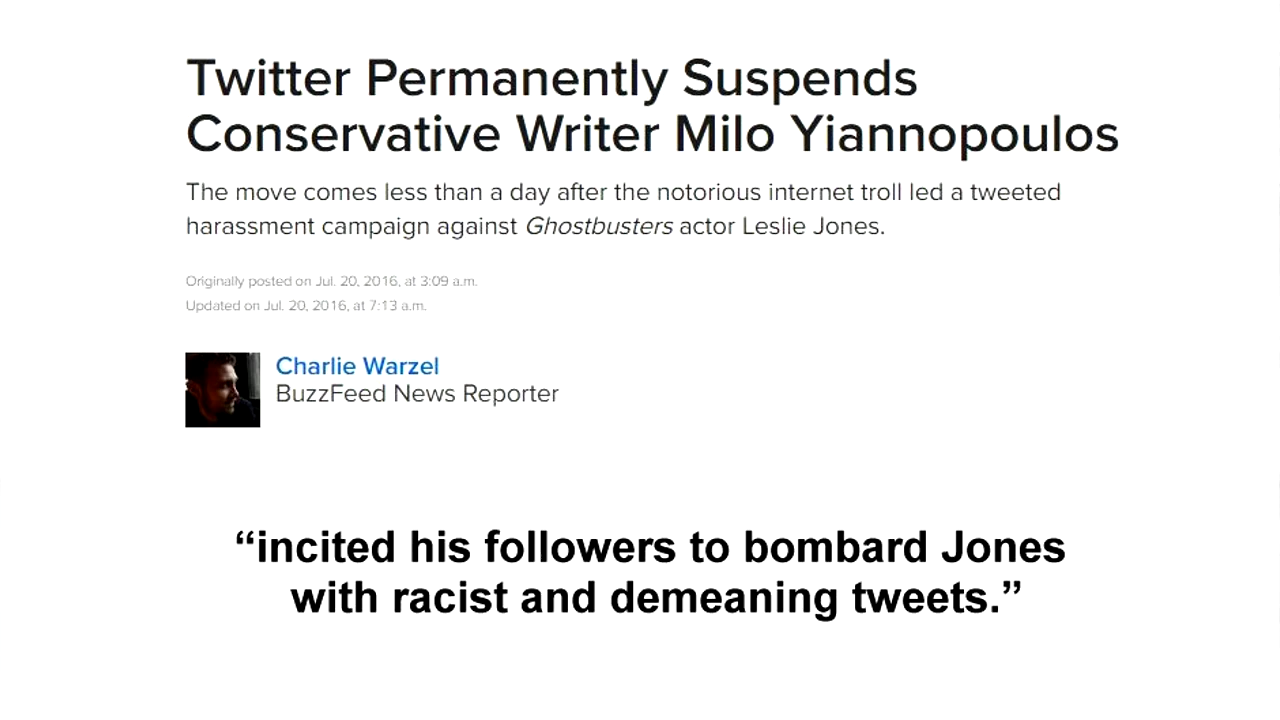 Twitter Permanently Suspends
Conservative Writer Milo Yiannopoulos
The move comes less than a day after the notorious internet troll led a tweeted
harassment campaign against Ghostbusters actor Leslie Jones.
Originally posted on Jul. 20, 2016, at 3:09 a.m.
Updated on Jul. 20, 2016, at 7:13 a.m.
Charlie Warzel
BuzzFeed News Reporter
“incited his followers to bombard Jones
with racist and demeaning tweets.”